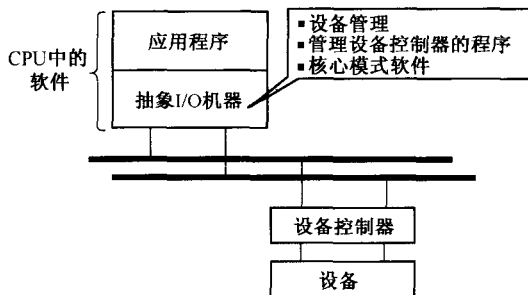 应用程序
CPU中的
软件
抽象I/O机器
■设备管理
■管理设备控制器的程序
■核心模式软件
设备控制器
设备